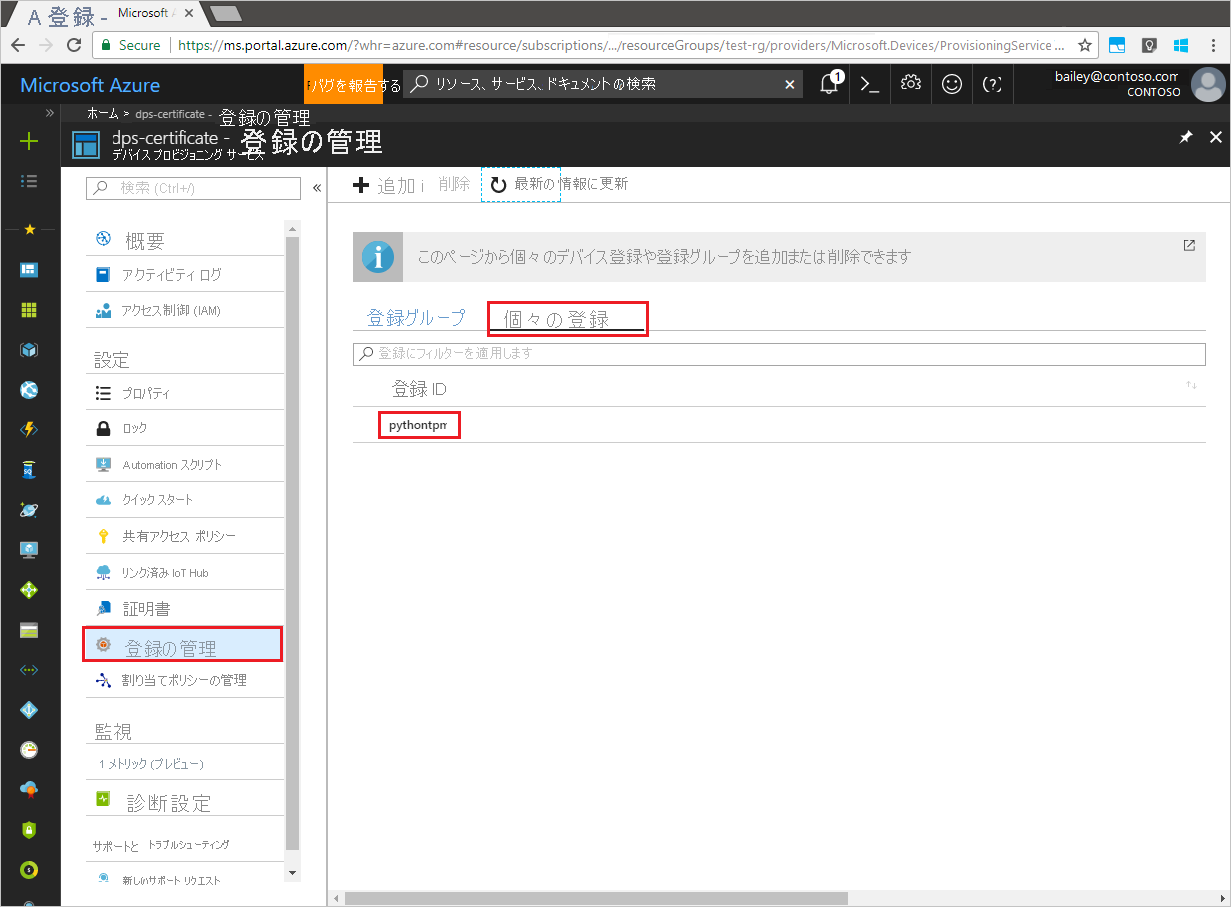 A 登録 - Microsoft
Secure https://ms.portal.azure.com/?whr=azure.com#resource/subscriptions/.../resourceGroups/test-rg/providers/Microsoft.Devices/ProvisioningService ...
Microsoft Azure
バグを報告する
リソース、サービス、ドキュメントの検索
1
bailey@contoso.com
CONTOSO
ホーム > dps-certificate - 登録の管理
dps-certificate - 登録の管理
デバイス プロビジョニング サービス
検索 (Ctrl+/)
追加 i 削除 最新の情報に更新
概要
アクティビティ ログ
アクセス制御 (IAM)
設定
プロパティ
ロック
Automation スクリプト
クイック スタート
共有アクセス ポリシー
リンク済み IoT Hub
証明書
登録の管理
割り当てポリシーの管理
監視
1 メトリック (プレビュー)
診断設定
サポートと トラブルシューティング
新しいサポート リクエスト
このページから個々のデバイス登録や登録グループを追加または削除できます
登録グループ 個々の登録
登録にフィルターを適用します
登録 ID
pythontpm